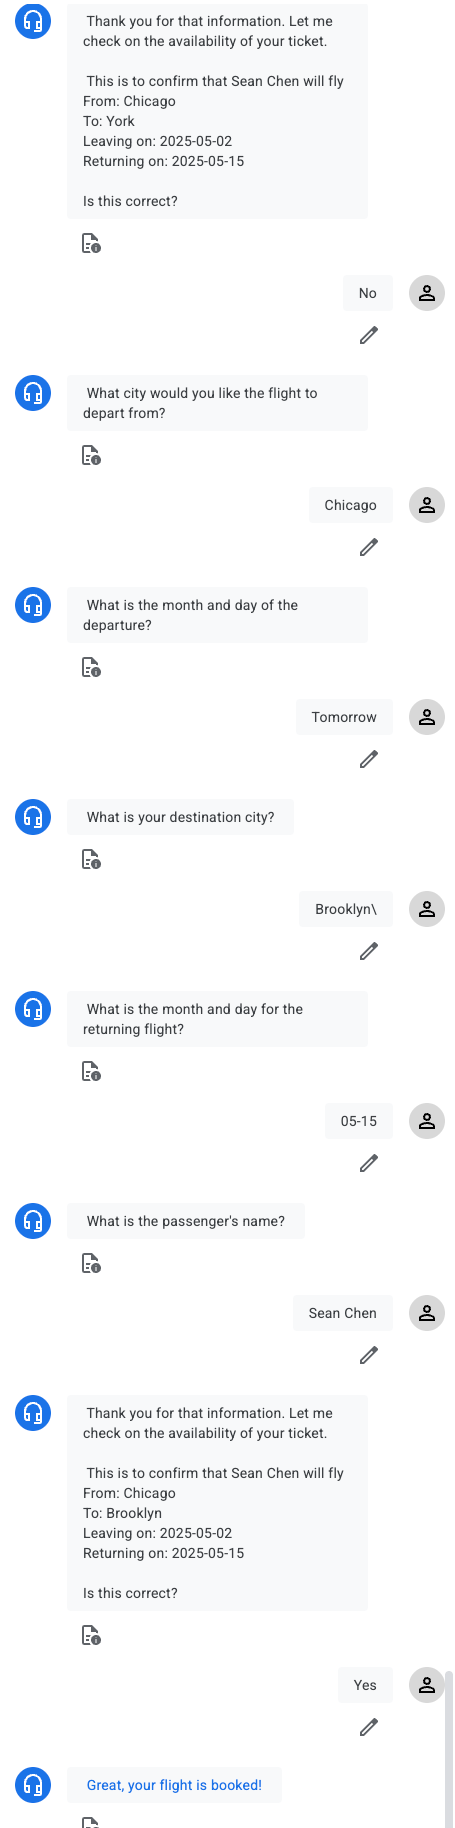 Thank you for that information. Let me
check on the availability of your ticket.
This is to confirm that Sean Chen will fly
From: Chicago
To: York
Leaving on: 2025-05-02
Returning on: 2025-05-15
Is this correct?
No
What city would you like the flight to
depart from?
Chicago
What is the month and day of the
departure?
Tomorrow
What is your destination city?
Brooklyn\
What is the month and day for the
returning flight?
05-15
What is the passenger's name?
Sean Chen
Thank you for that information. Let me
check on the availability of your ticket.
This is to confirm that Sean Chen will fly
From: Chicago
To: Brooklyn
Leaving on: 2025-05-02
Returning on: 2025-05-15
Is this correct?
Yes
Great, your flight is booked!